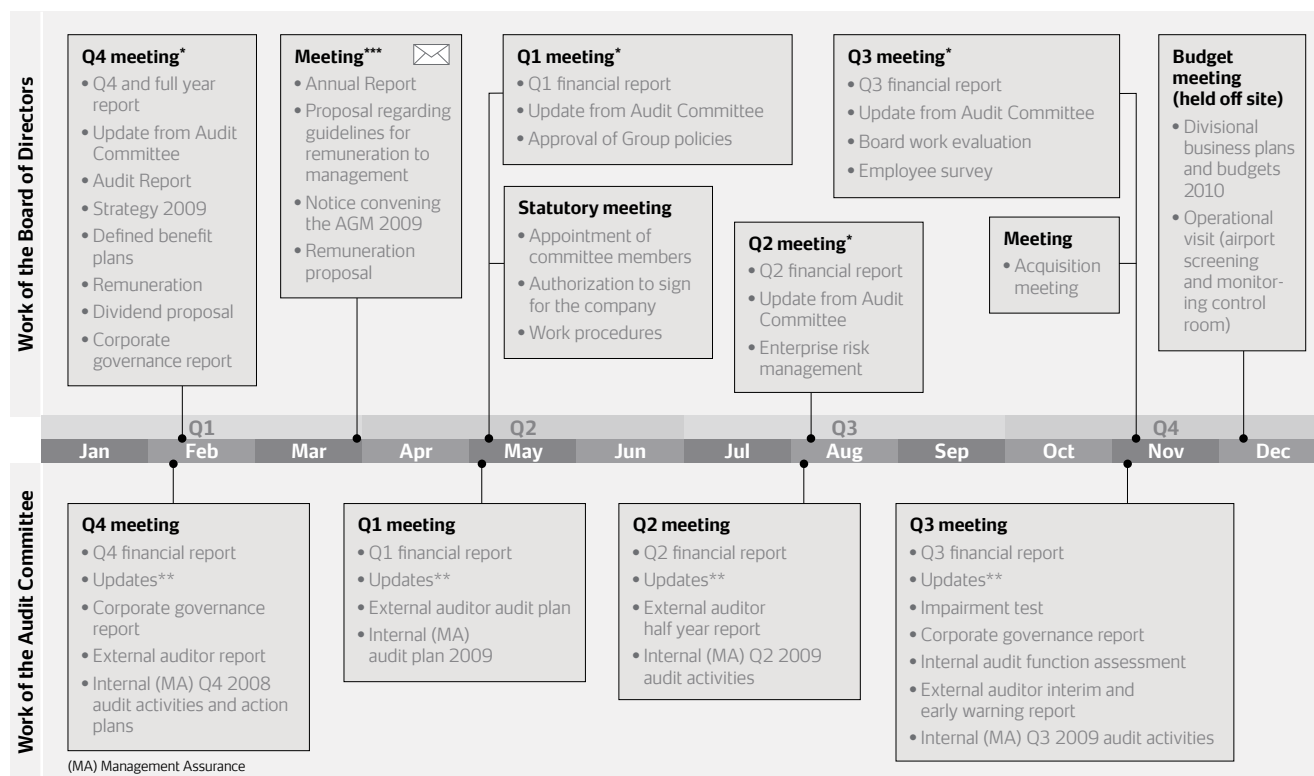 Work of the Board of Directors
Q4 meeting*
• Q4 and full year
report
• Update from Audit
Committee
• Audit Report
• Strategy 2009
• Defined benefit
plans
• Remuneration
• Dividend proposal
• Corporate
governance report
Meeting***
• Annual Report
• Proposal regarding
guidelines for
remuneration to
management
• Notice convening
the AGM 2009
• Remuneration
proposal
Q1 meeting*
• Q1 financial report
• Update from Audit Committee
• Approval of Group policies
Statutory meeting
• Appointment of
committee members
• Authorization to sign
for the company
• Work procedures
Q2 meeting*
• Q2 financial report
• Update from Audit
Committee
• Enterprise risk
management
Q3 meeting*
• Q3 financial report
• Update from Audit Committee
• Board work evaluation
• Employee survey
Meeting
• Acquisition
meeting
Budget
meeting
(held off site)
• Divisional
business plans
and budgets
2010
• Operational
visit (airport
screening
and monitor-
ing control
room)
Q1 Q2 Q3 Q4
Jan Feb Mar Apr May Jun Jul Aug Sep Oct Nov Dec
Work of the Audit Committee
Q4 meeting
• Q4 financial report
• Updates**
• Corporate governance
report
• External auditor report
• Internal (MA) Q4 2008
audit activities and action
plans
Q1 meeting
• Q1 financial report
• Updates**
• External auditor audit plan
• Internal (MA)
audit plan 2009
Q2 meeting
• Q2 financial report
• Updates**
• External auditor
half year report
• Internal (MA) Q2 2009
audit activities
Q3 meeting
• Q3 financial report
• Updates**
• Impairment test
• Corporate governance report
• Internal audit function assessment
• External auditor interim and
early warning report
• Internal (MA) Q3 2009 audit activities
(MA) Management Assurance